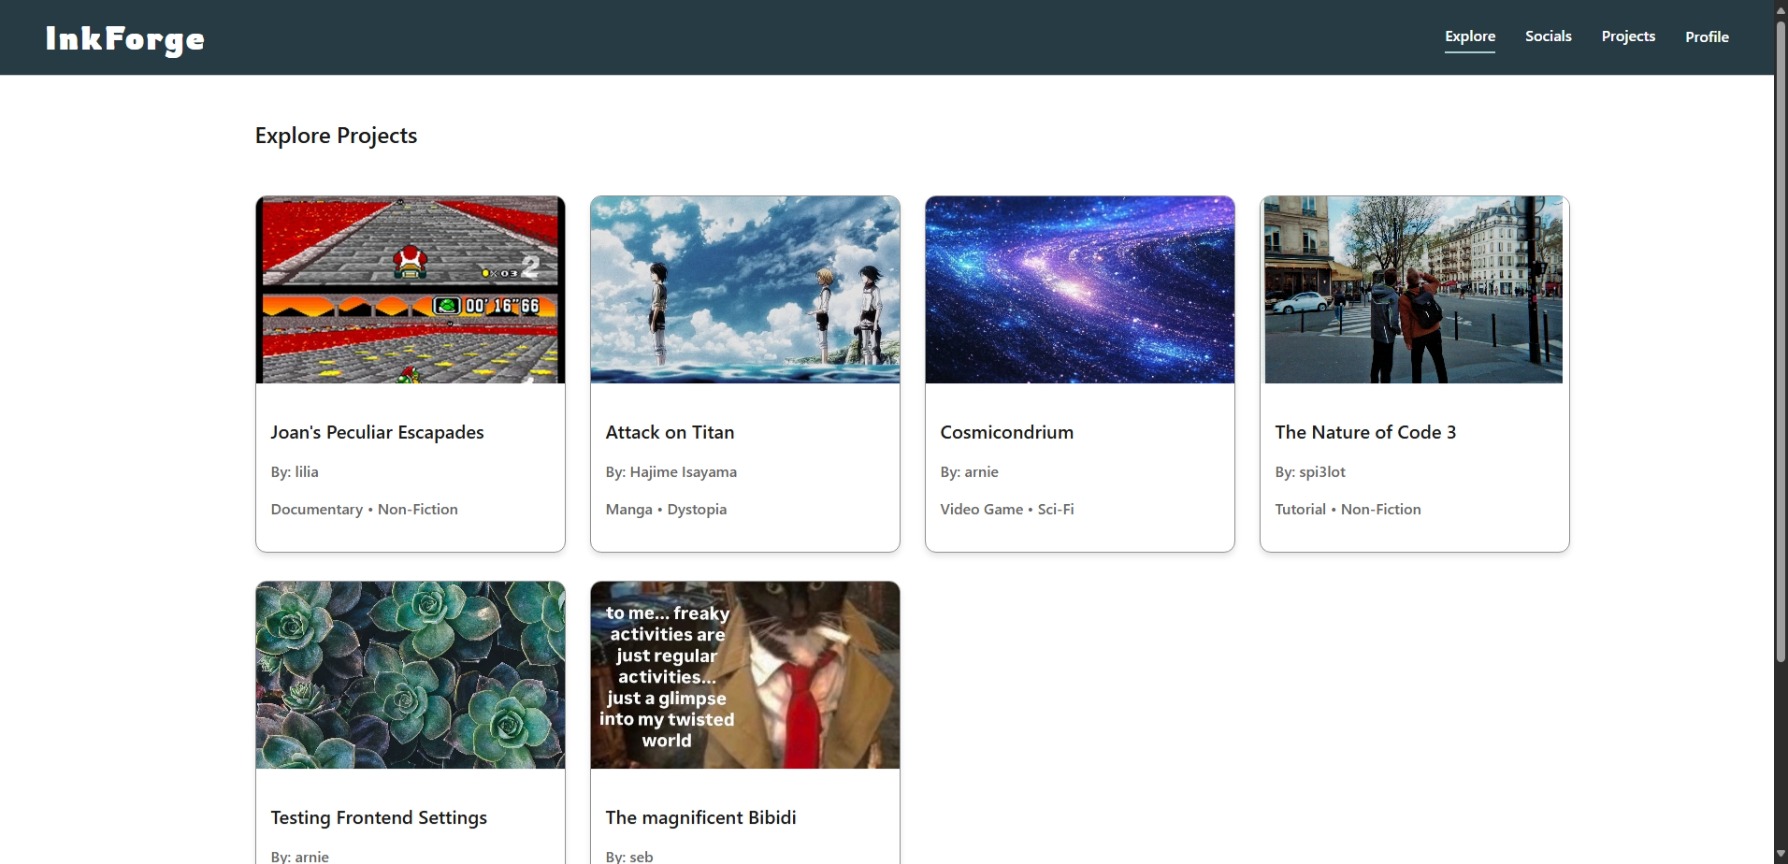 InkForge
Explore Socials Projects Profile
Explore Projects
x03 2
00'16"66
Joan's Peculiar Escapades
By: lilia
Documentary • Non-Fiction
Attack on Titan
By: Hajime Isayama
Manga • Dystopia
Cosmicondrium
By: arnie
Video Game • Sci-Fi
The Nature of Code 3
By: spi3lot
Tutorial • Non-Fiction
Testing Frontend Settings
By: arnie
to me... freaky
activities are
just regular
activities...
just a glimpse
into my twisted
world
The magnificent Bibidi
By: seb